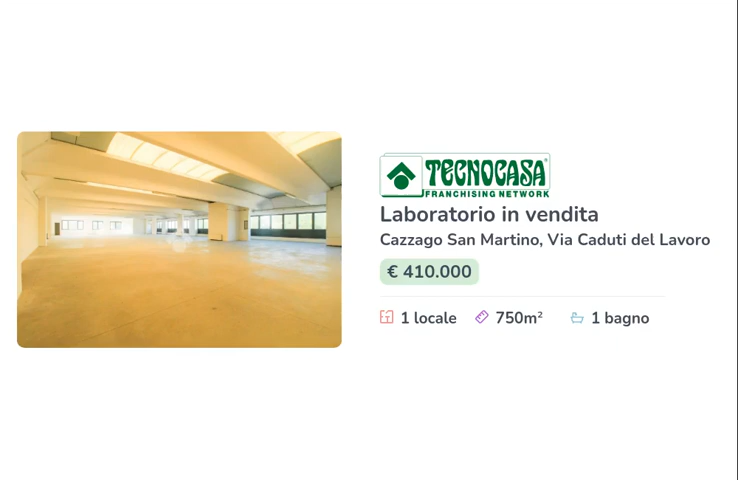 TECNOCASA®
FRANCHISING NETWORK
Laboratorio in vendita
Cazzago San Martino, Via Caduti del Lavoro
€ 410.000
1 locale 750m² 1 bagno